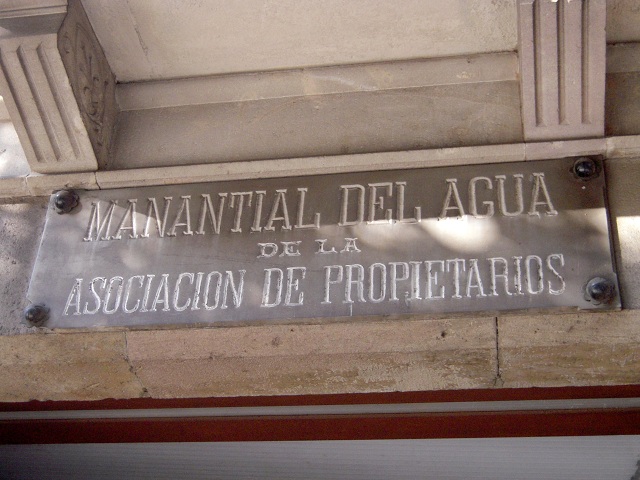 MANANTIAL DEL AGUA
DE LA
ASOCIACION DE PROPIETARIOS